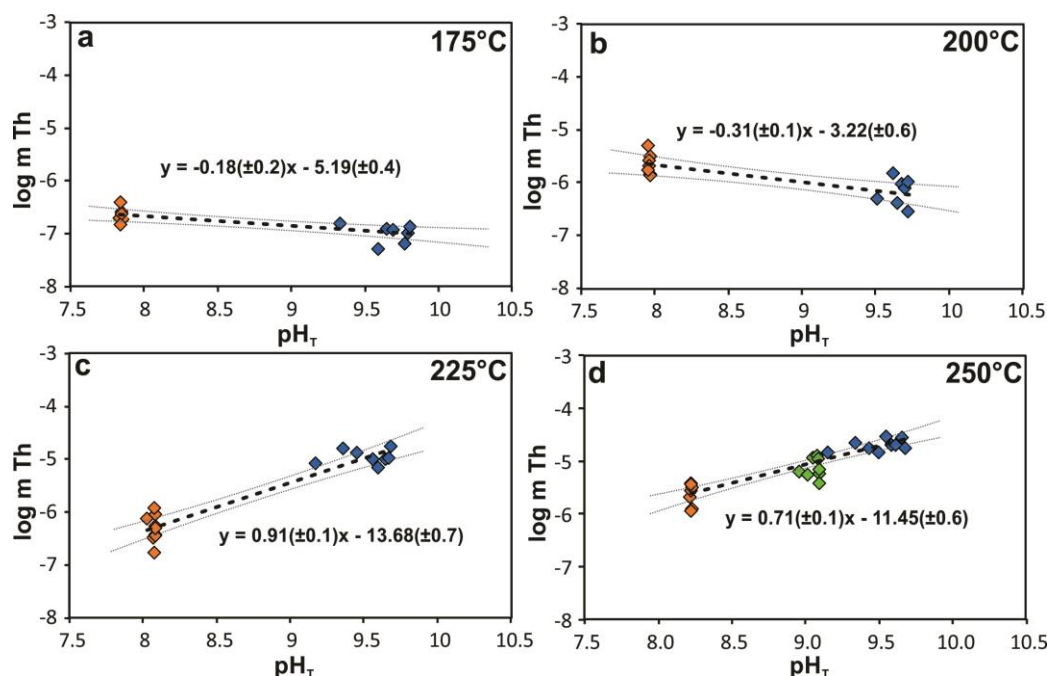 a
175°C
-3
-4
-5
-6
-7
-8
log m Th
y = -0.18(±0.2)x - 5.19(±0.4)
7.5 8 8.5 9 9.5 10 10.5
pH_T
b
200°C
-3
-4
-5
-6
-7
-8
log m Th
y = -0.31(±0.1)x - 3.22(±0.6)
7.5 8 8.5 9 9.5 10 10.5
pH_T
c
225°C
-3
-4
-5
-6
-7
-8
log m Th
y = 0.91(±0.1)x - 13.68(±0.7)
7.5 8 8.5 9 9.5 10 10.5
pH_T
d
250°C
-3
-4
-5
-6
-7
-8
log m Th
y = 0.71(±0.1)x - 11.45(±0.6)
7.5 8.0 8.5 9.0 9.5 10.0 10.5
pH_T